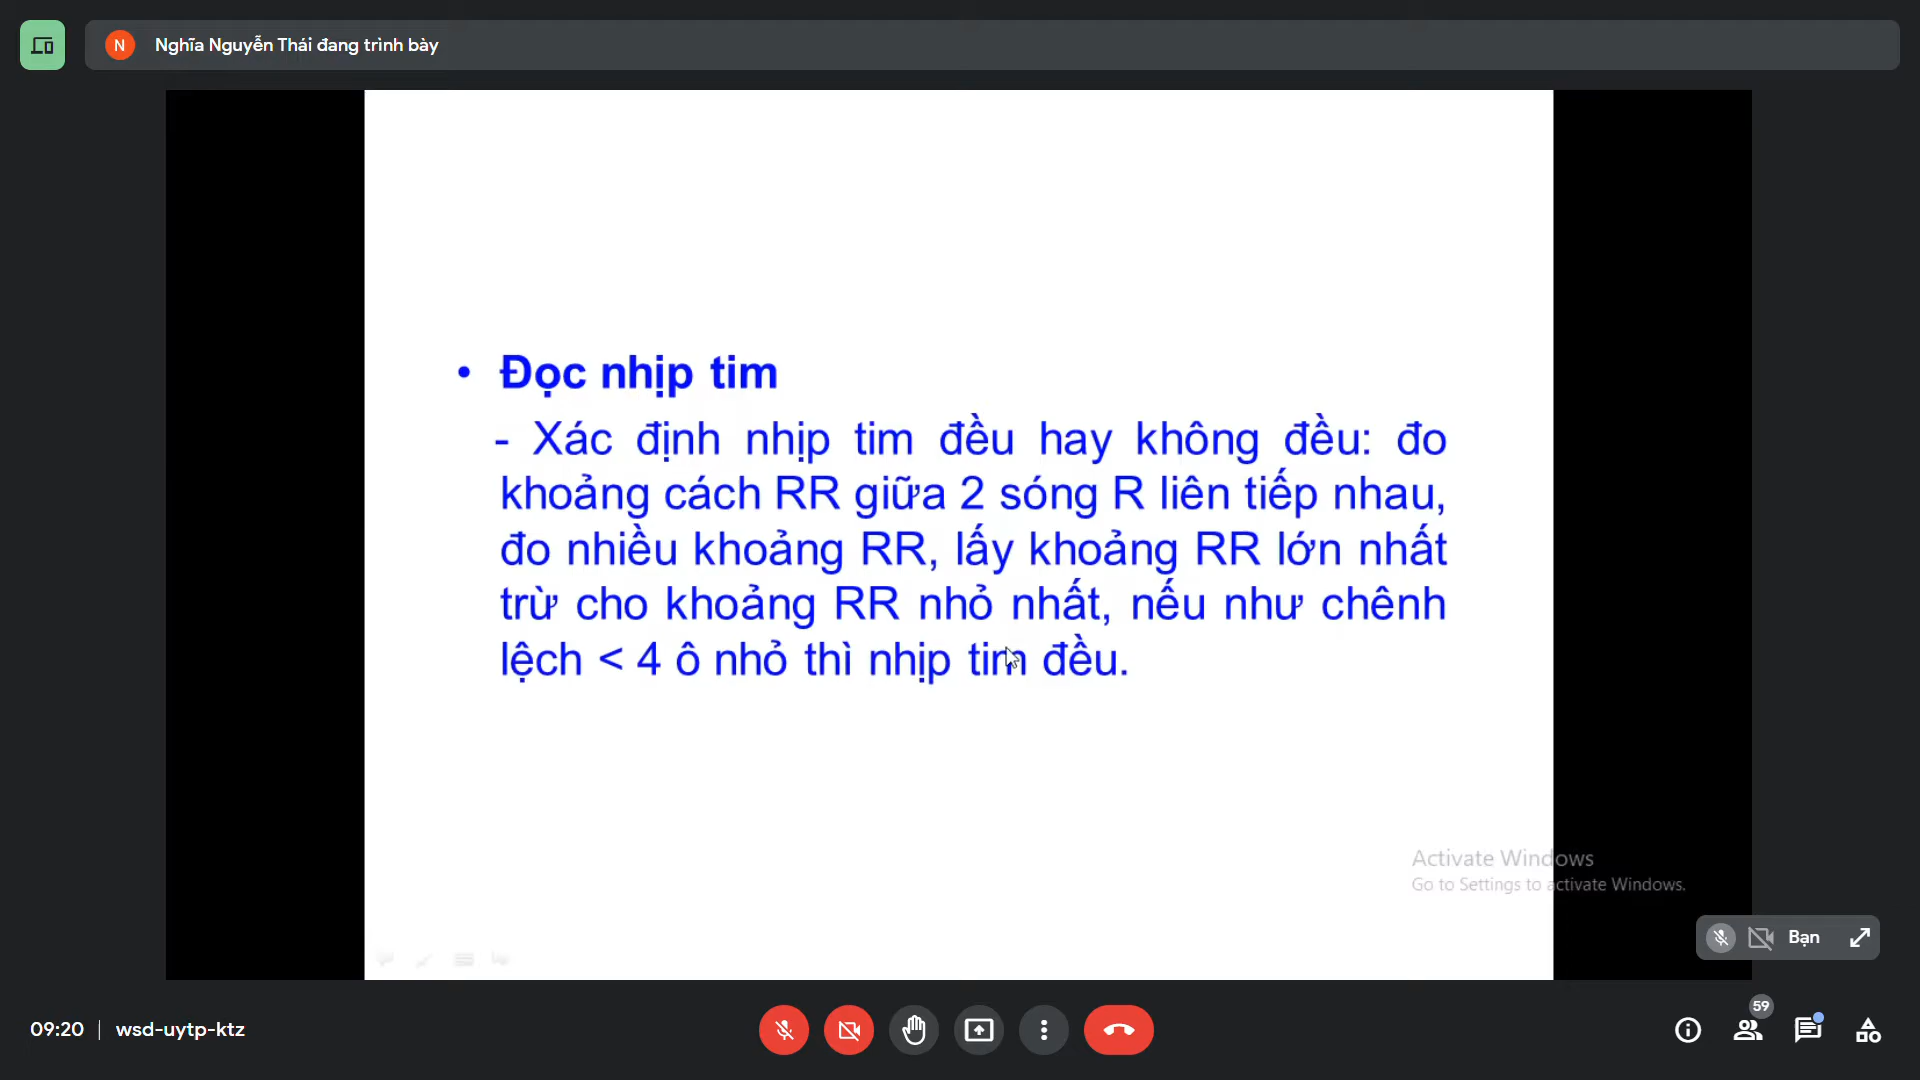 N Nghĩa Nguyễn Thái đang trình bày
• Đọc nhịp tim
- Xác định nhịp tim đều hay không đều: đo
khoảng cách RR giữa 2 sóng R liên tiếp nhau,
đo nhiều khoảng RR, lấy khoảng RR lớn nhất
trừ cho khoảng RR nhỏ nhất, nếu như chênh
lệch < 4 ô nhỏ thì nhịp tim đều.
Activate Windows
Go to Settings to activate Windows.
Bạn
09:20 | wsd-uytp-ktz
59